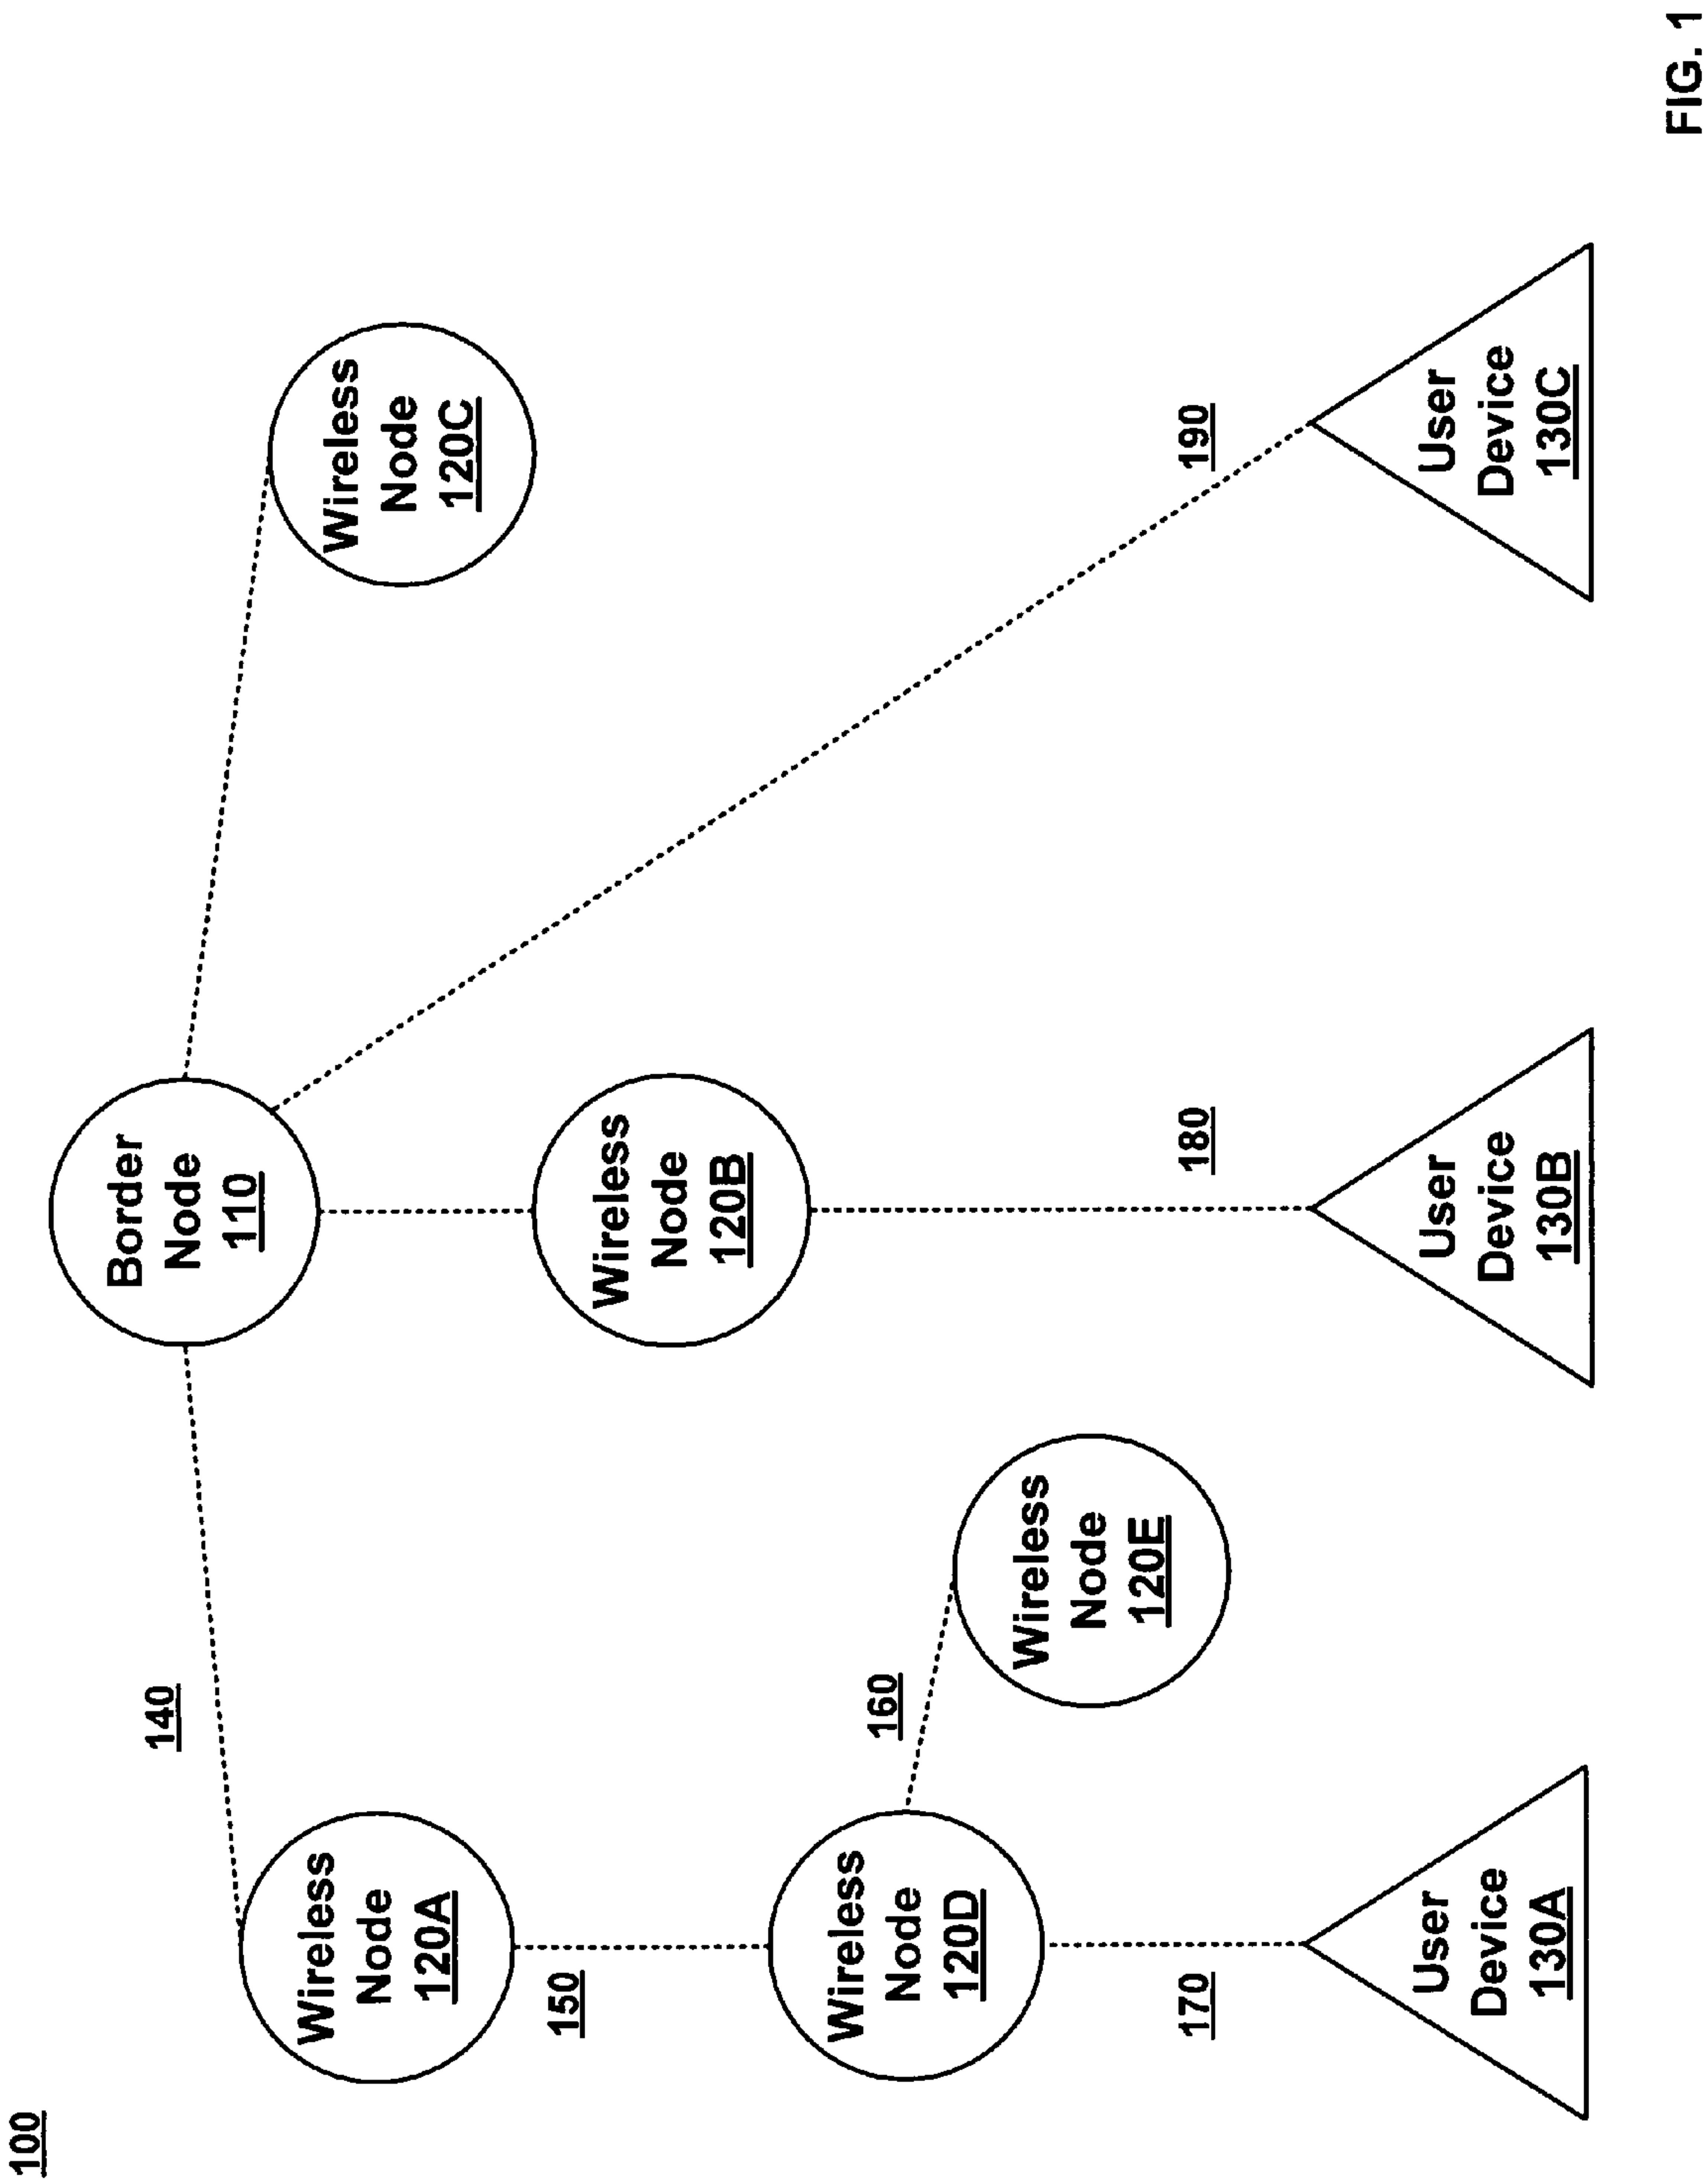 100
Border
Node
110
140
Wireless
Node
120A
Wireless
Node
120C
150
Wireless
Node
120B
Wireless
Node
120D
160
Wireless
Node
120E
170
180
190
User
Device
130A
User
Device
130B
User
Device
130C
FIG. 1